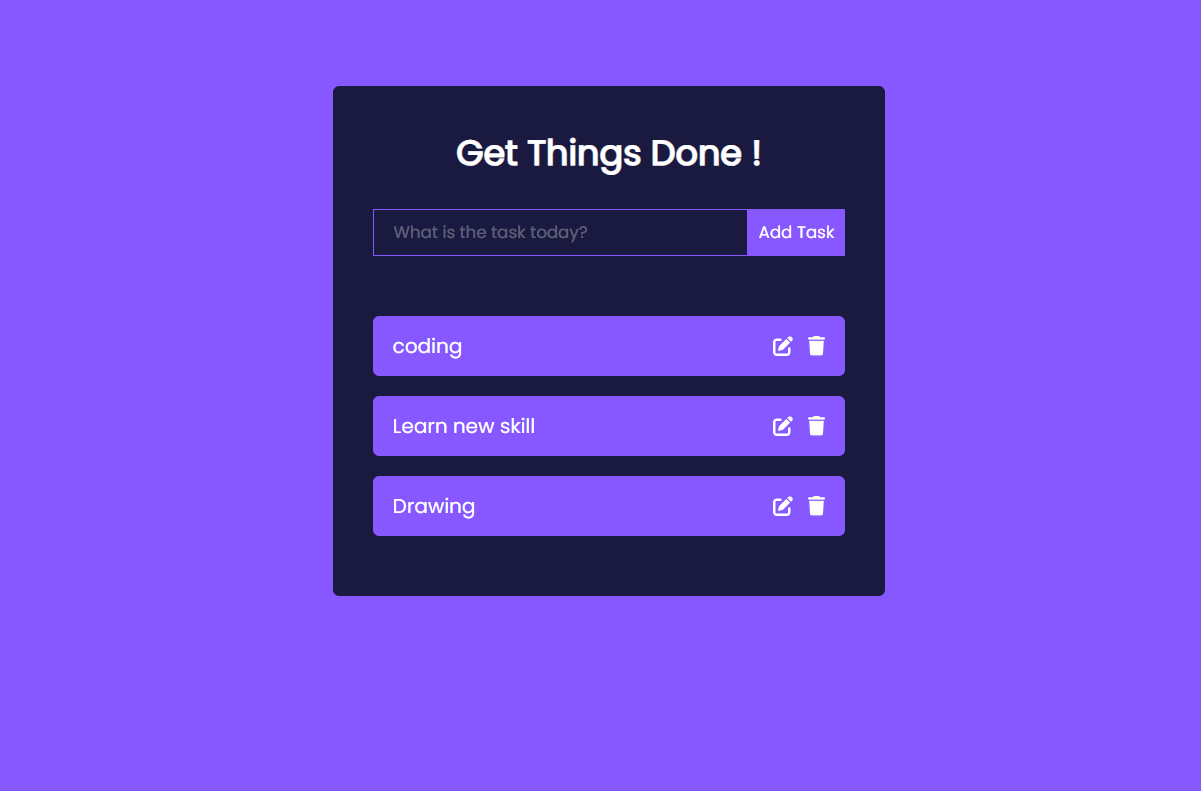 Get Things Done !
What is the task today?
Add Task
coding
Learn new skill
Drawing